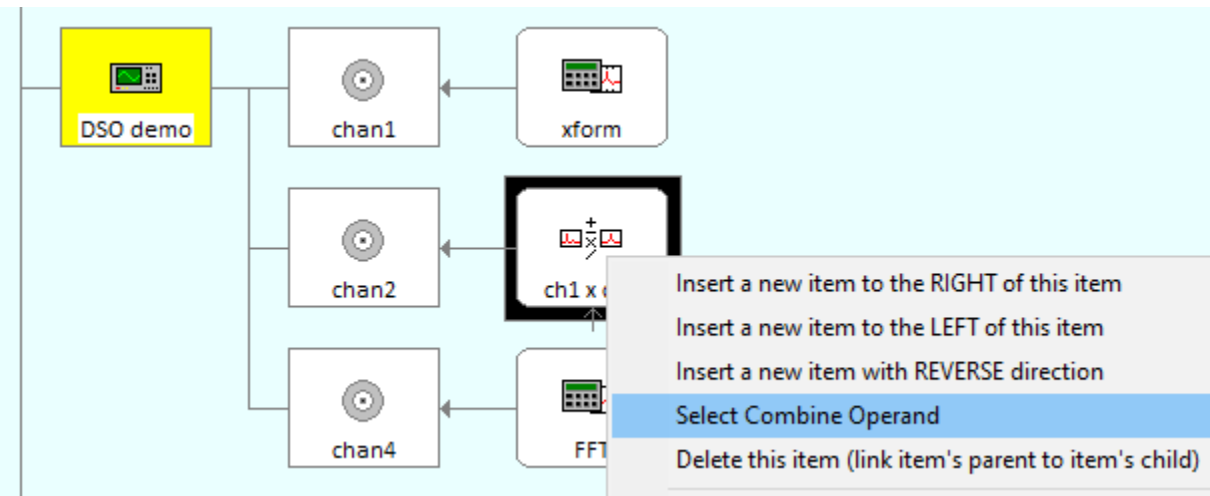 DSO demo
chan1
xform
chan2
ch1 x
chan4
FFT
Insert a new item to the RIGHT of this item
Insert a new item to the LEFT of this item
Insert a new item with REVERSE direction
Select Combine Operand
Delete this item (link item's parent to item's child)